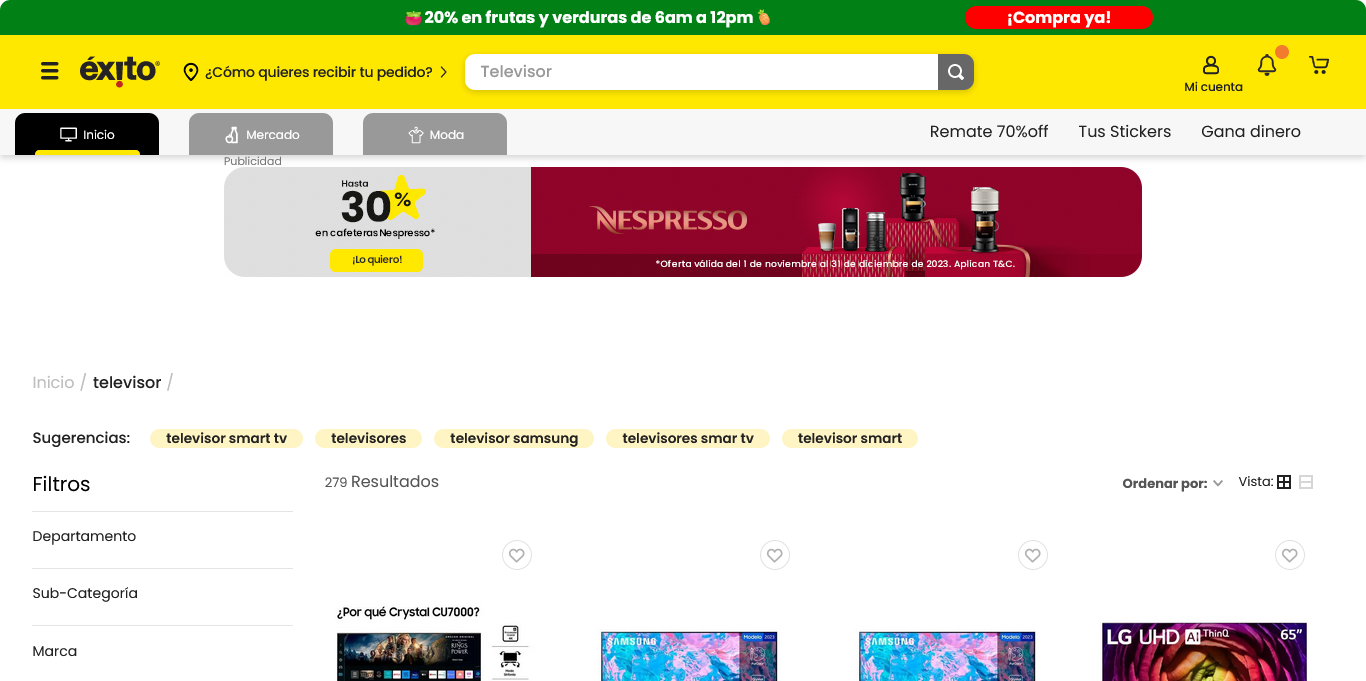 20% en frutas y verduras de 6am a 12pm
¡Compra ya!
éxito
¿Cómo quieres recibir tu pedido?
Televisor
Mi cuenta
Inicio
Mercado
Moda
Remate 70%off
Tus Stickers
Gana dinero
Publicidad
Hasta
30%
en cafeteras Nespresso*
¡Lo quiero!
NESPRESSO
*Oferta válida del 1 de noviembre al 31 de diciembre de 2023. Aplican T&C.
Inicio / televisor /
Sugerencias:
televisor smart tv
televisores
televisor samsung
televisores smar tv
televisor smart
Filtros
279 Resultados
Ordenar por:
Vista:
Departamento
Sub-Categoría
Marca
¿Por qué Crystal CU7000?
SAMSUNG
Modelo 2023
SAMSUNG
Modelo 2023
LG UHD AI ThinQ
65”